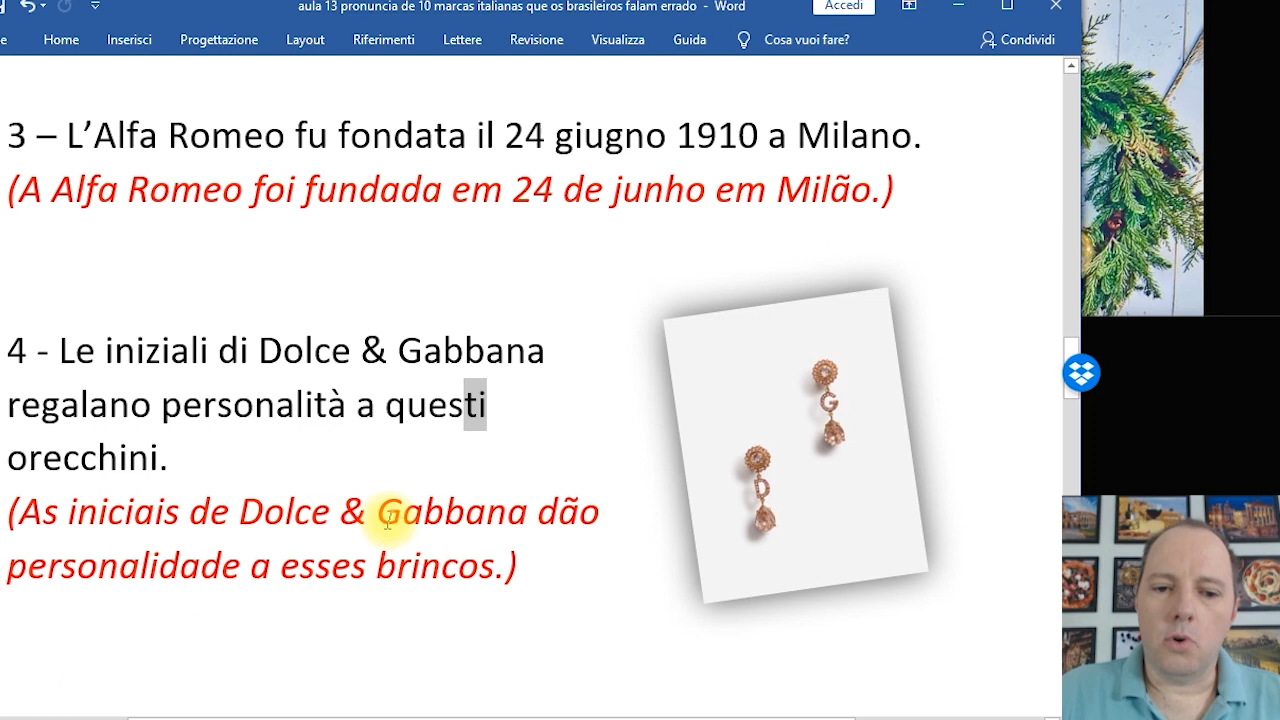 aula 13 pronuncia de 10 marcas italianas que os brasileiros falam errado - Word
Accedi
Home Inserisci Progettazione Layout Riferimenti Lettere Revisione Visualizza Guida Cosa vuoi fare? Condividi
3 – L’Alfa Romeo fu fondata il 24 giugno 1910 a Milano.
(A Alfa Romeo foi fundada em 24 de junho em Milão.)
4 - Le iniziali di Dolce & Gabbana
regalano personalità a questi
orecchini.
(As iniciais de Dolce & Gabbana dão
personalidade a esses brincos.)
G
D